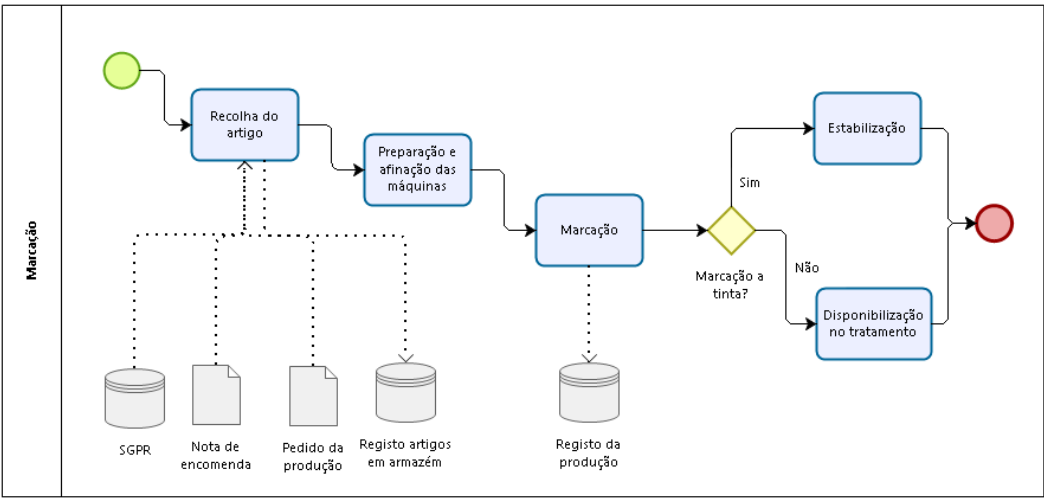 Marcação
Recolha do
artigo
Preparação e
afinação das
máquinas
Marcação
Marcação a
tinta?
Sim
Não
Estabilização
Disponibilização
no tratamento
SGPR
Nota de
encomenda
Pedido da
produção
Registo artigos
em armazém
Registo da
produção